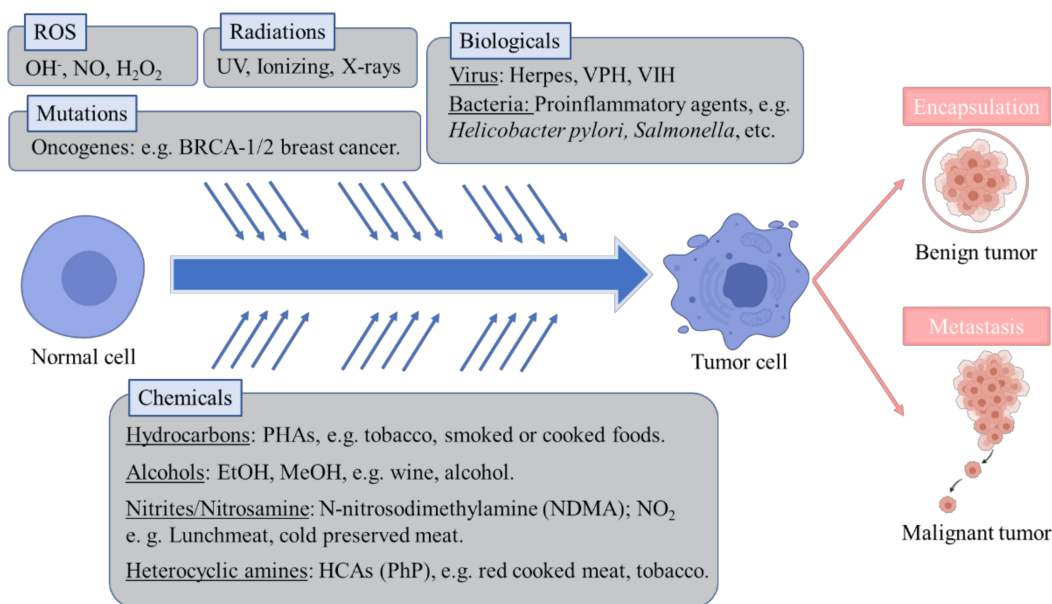 ROS
OH⁻, NO, H₂O₂
Radiations
UV, Ionizing, X-rays
Biologicals
Virus: Herpes, VPH, VIH
Bacteria: Proinflammatory agents, e.g.
Helicobacter pylori, Salmonella, etc.
Mutations
Oncogenes: e.g. BRCA-1/2 breast cancer.
Encapsulation
Benign tumor
Normal cell
Tumor cell
Metastasis
Malignant tumor
Chemicals
Hydrocarbons: PHAs, e.g. tobacco, smoked or cooked foods.
Alcohols: EtOH, MeOH, e.g. wine, alcohol.
Nitrites/Nitrosamine: N-nitrosodimethylamine (NDMA); NO₂
e. g. Lunchmeat, cold preserved meat.
Heterocyclic amines: HCAs (PhP), e.g. red cooked meat, tobacco.